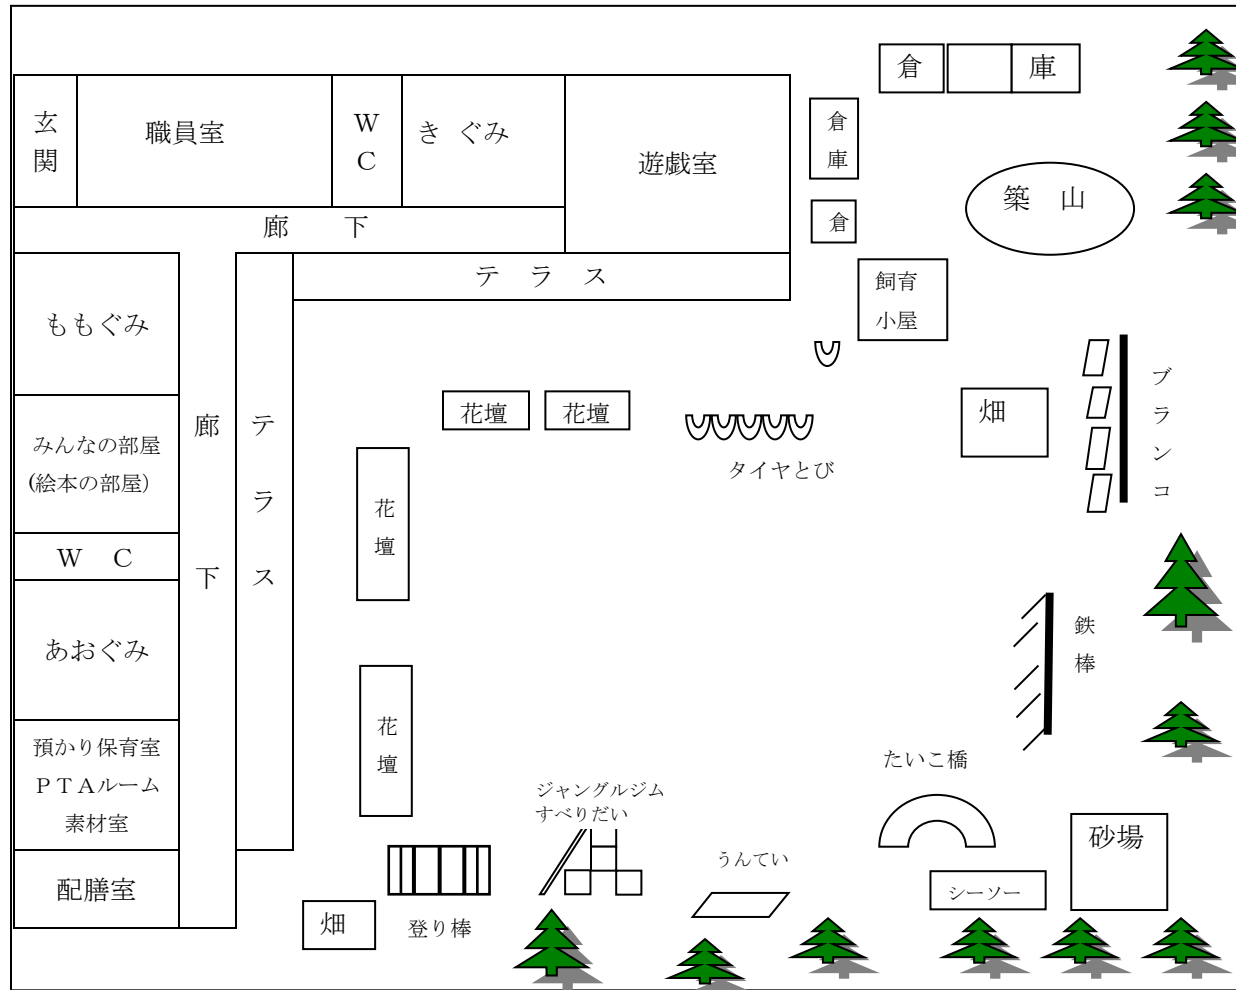 玄関
職員室
ＷＣ
き ぐみ
遊戯室
倉 庫
倉庫
倉
築 山
廊 下
テ ラ ス
飼育
小屋
ももぐみ
みんなの部屋
(絵本の部屋)
Ｗ Ｃ
あおぐみ
預かり保育室
ＰＴＡルーム
素材室
配膳室
廊下
テラス
花壇
花壇
花壇
花壇
タイヤとび
畑
ブランコ
鉄棒
たいこ橋
ジャングルジム
すべりだい
うんてい
砂場
シーソー
畑
登り棒